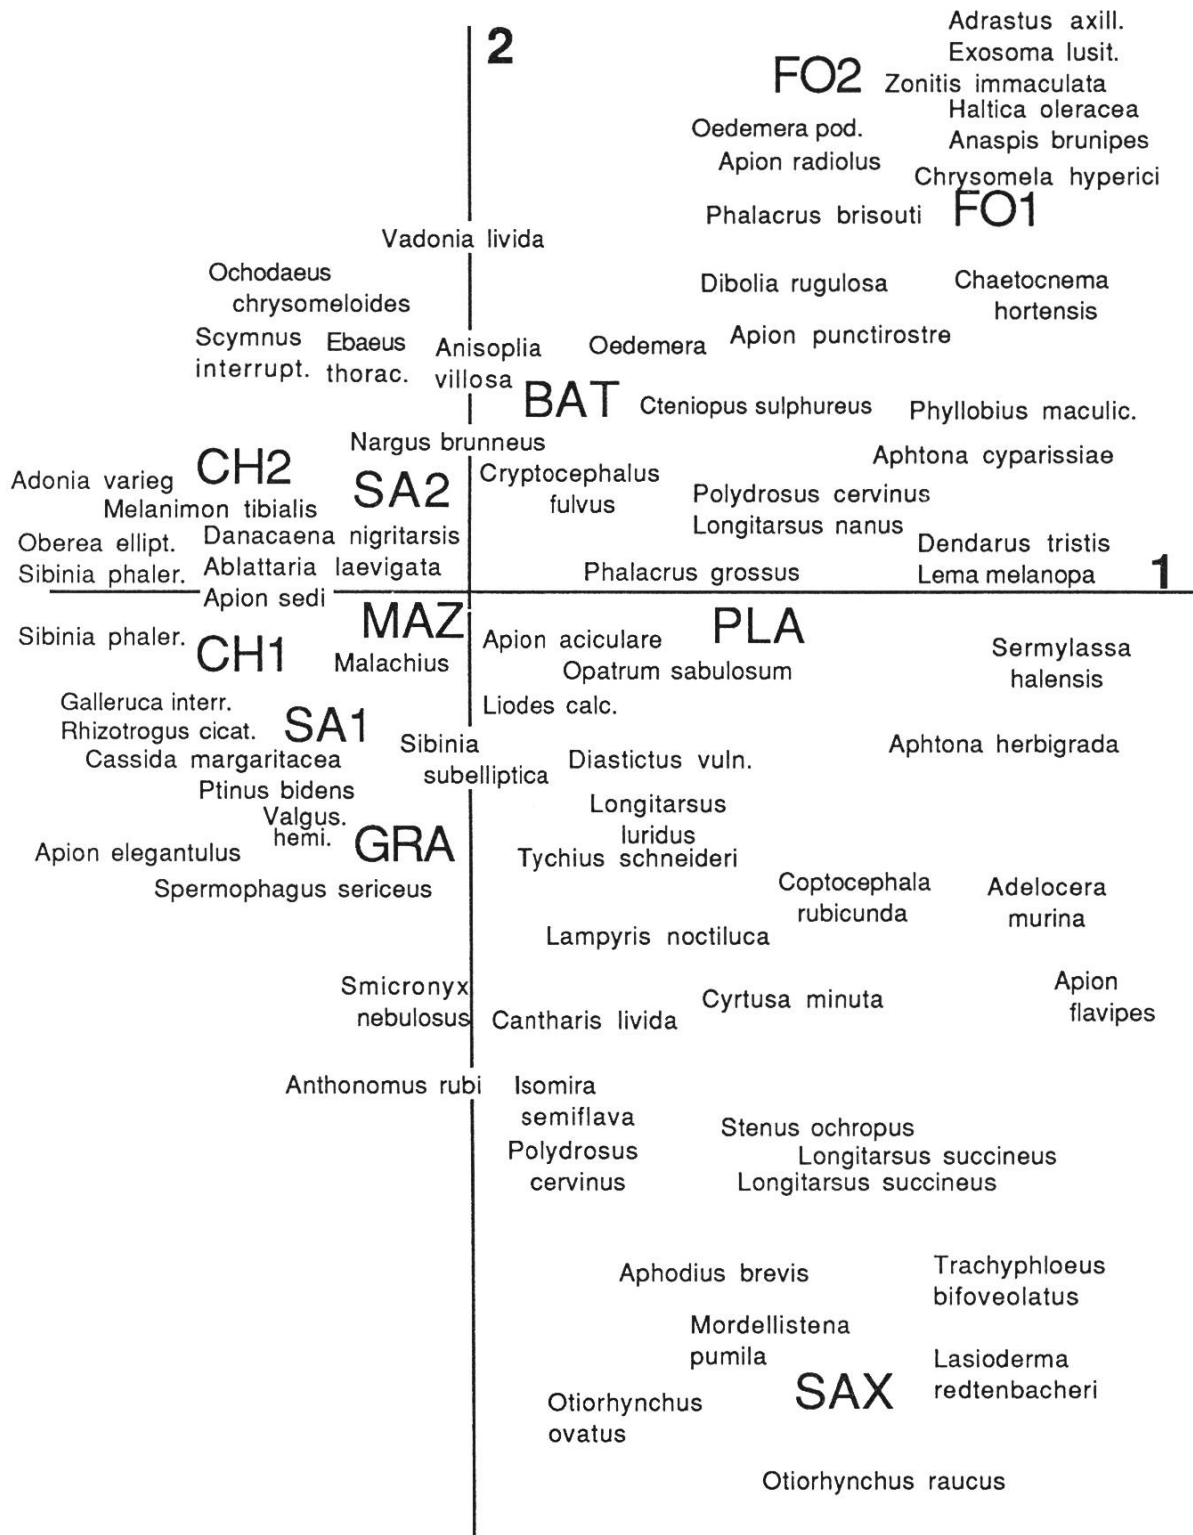 Adrastus axill.
2
Exosoma lusit.
FO2
Zonitis immaculata
Haltica oleracea
Oedemera pod.
Anaspis brunipes
Apion radiolus
Chrysomela hyperici
Phalacrus brisouti
FO1
Vadonia livida
Ochodaeus
chrysomeloides
Dibolia rugulosa
Chaetocnema
hortensis
Scymnus
interrupt.
Ebaeus
thorac.
Anisoplia
villosa
Oedemera
Apion punctirostre
BAT
Cteniopus sulphureus
Phyllobius maculic.
Nargus brunneus
CH2
Adonia varieg
Melanimon tibialis
SA2
Cryptocephalus
fulvus
Aphtona cyparissiae
Polydrosus cervinus
Longitarsus nanus
Oberea ellipt.
Sibinia phaler.
Danacaena nigritarsis
Ablattaria laevigata
Apion sedi
Phalacrus grossus
Dendarus tristis
Lema melanopa
1
MAZ
PLA
Sibinia phaler.
CH1
Malachius
Apion aciculare
Opatrum sabulosum
Sermylassa
halensis
Liodes calc.
Galleruca interr.
Rhizotrogus cicat.
SA1
Cassida margaritacea
Ptinus bidens
Sibinia
subelliptica
Diastictus vuln.
Aphtona herbigrada
Valgus.
hemi.
GRA
Longitarsus
luridus
Apion elegantulus
Tychius schneideri
Spermophagus sericeus
Coptocephala
rubicunda
Adelocera
murina
Lampyris noctiluca
Smicronyx
nebulosus
Cantharis livida
Cyrtusa minuta
Apion
flavipes
Anthonomus rubi
Isomira
semiflava
Polydrosus
cervinus
Stenus ochropus
Longitarsus succineus
Longitarsus succineus
Aphodius brevis
Trachyphloeus
bifoveolatus
Mordellistena
pumila
SAX
Lasioderma
redtenbacheri
Otiorhynchus
ovatus
Otiorhynchus raucus